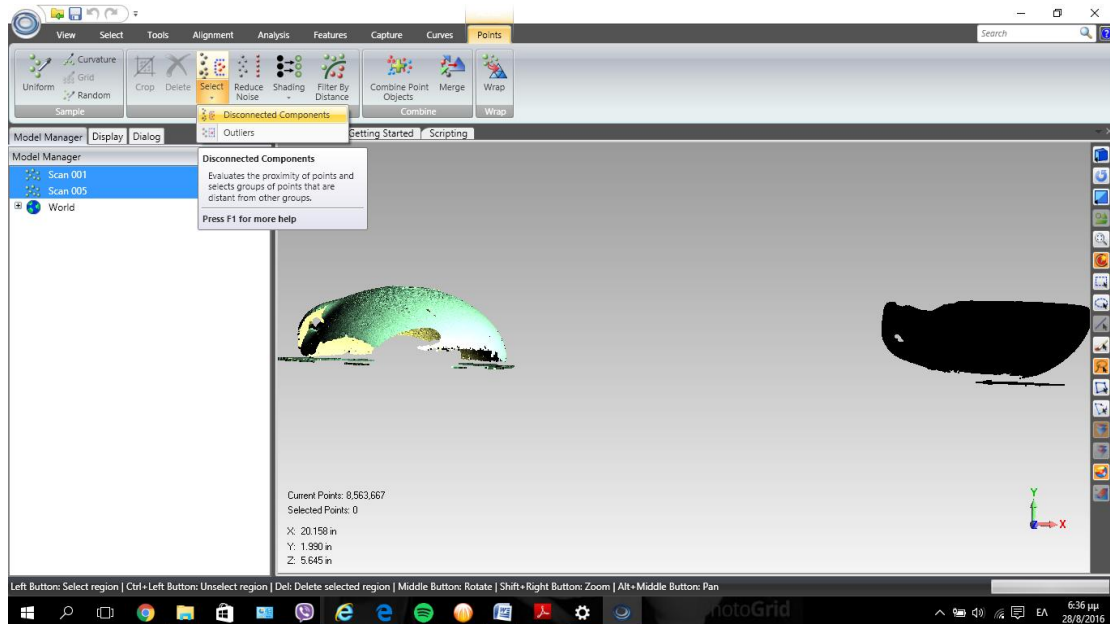 View Select Tools Alignment Analysis Features Capture Curves Points
Search
Curvature
Grid
Random
Uniform
Crop Delete Select Reduce Noise Shading Filter By Distance
Combine Point Objects Merge Wrap
Sample Combine Wrap
Disconnected Components
Outliers
Model Manager Display Dialog
Getting Started Scripting
Model Manager
Scan 001
Scan 005
World
Disconnected Components
Evaluates the proximity of points and
selects groups of points that are
distant from other groups.
Press F1 for more help
Current Points: 8,563,667
Selected Points: 0
X: 20.158 in
Y: 1.990 in
Z: 5.645 in
Y
X
Left Button: Select region | Ctrl+Left Button: Unselect region | Del: Delete selected region | Middle Button: Rotate | Shift+Right Button: Zoom | Alt+Middle Button: Pan
hotoGrid
ΕΛ
6:36 μμ
28/8/2016